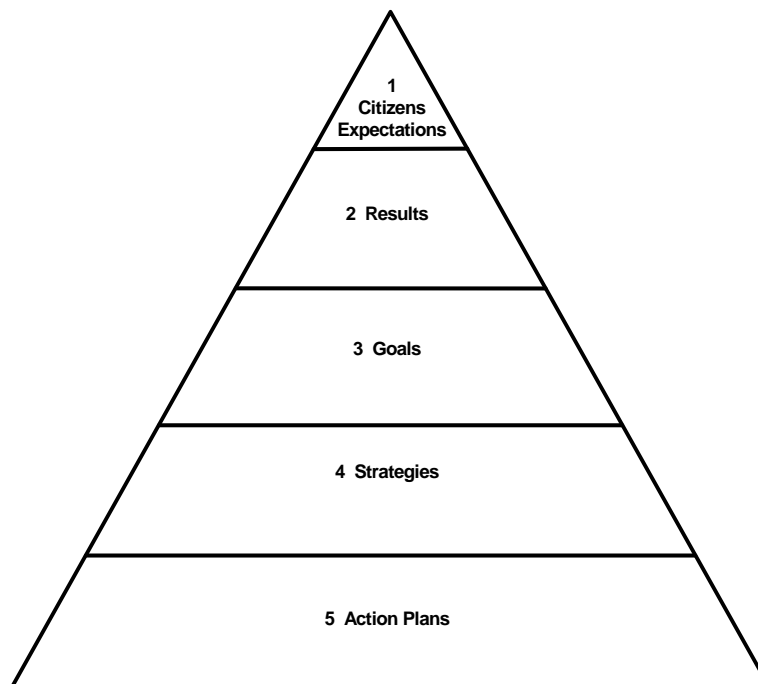 1
Citizens
Expectations
2 Results
3 Goals
4 Strategies
5 Action Plans